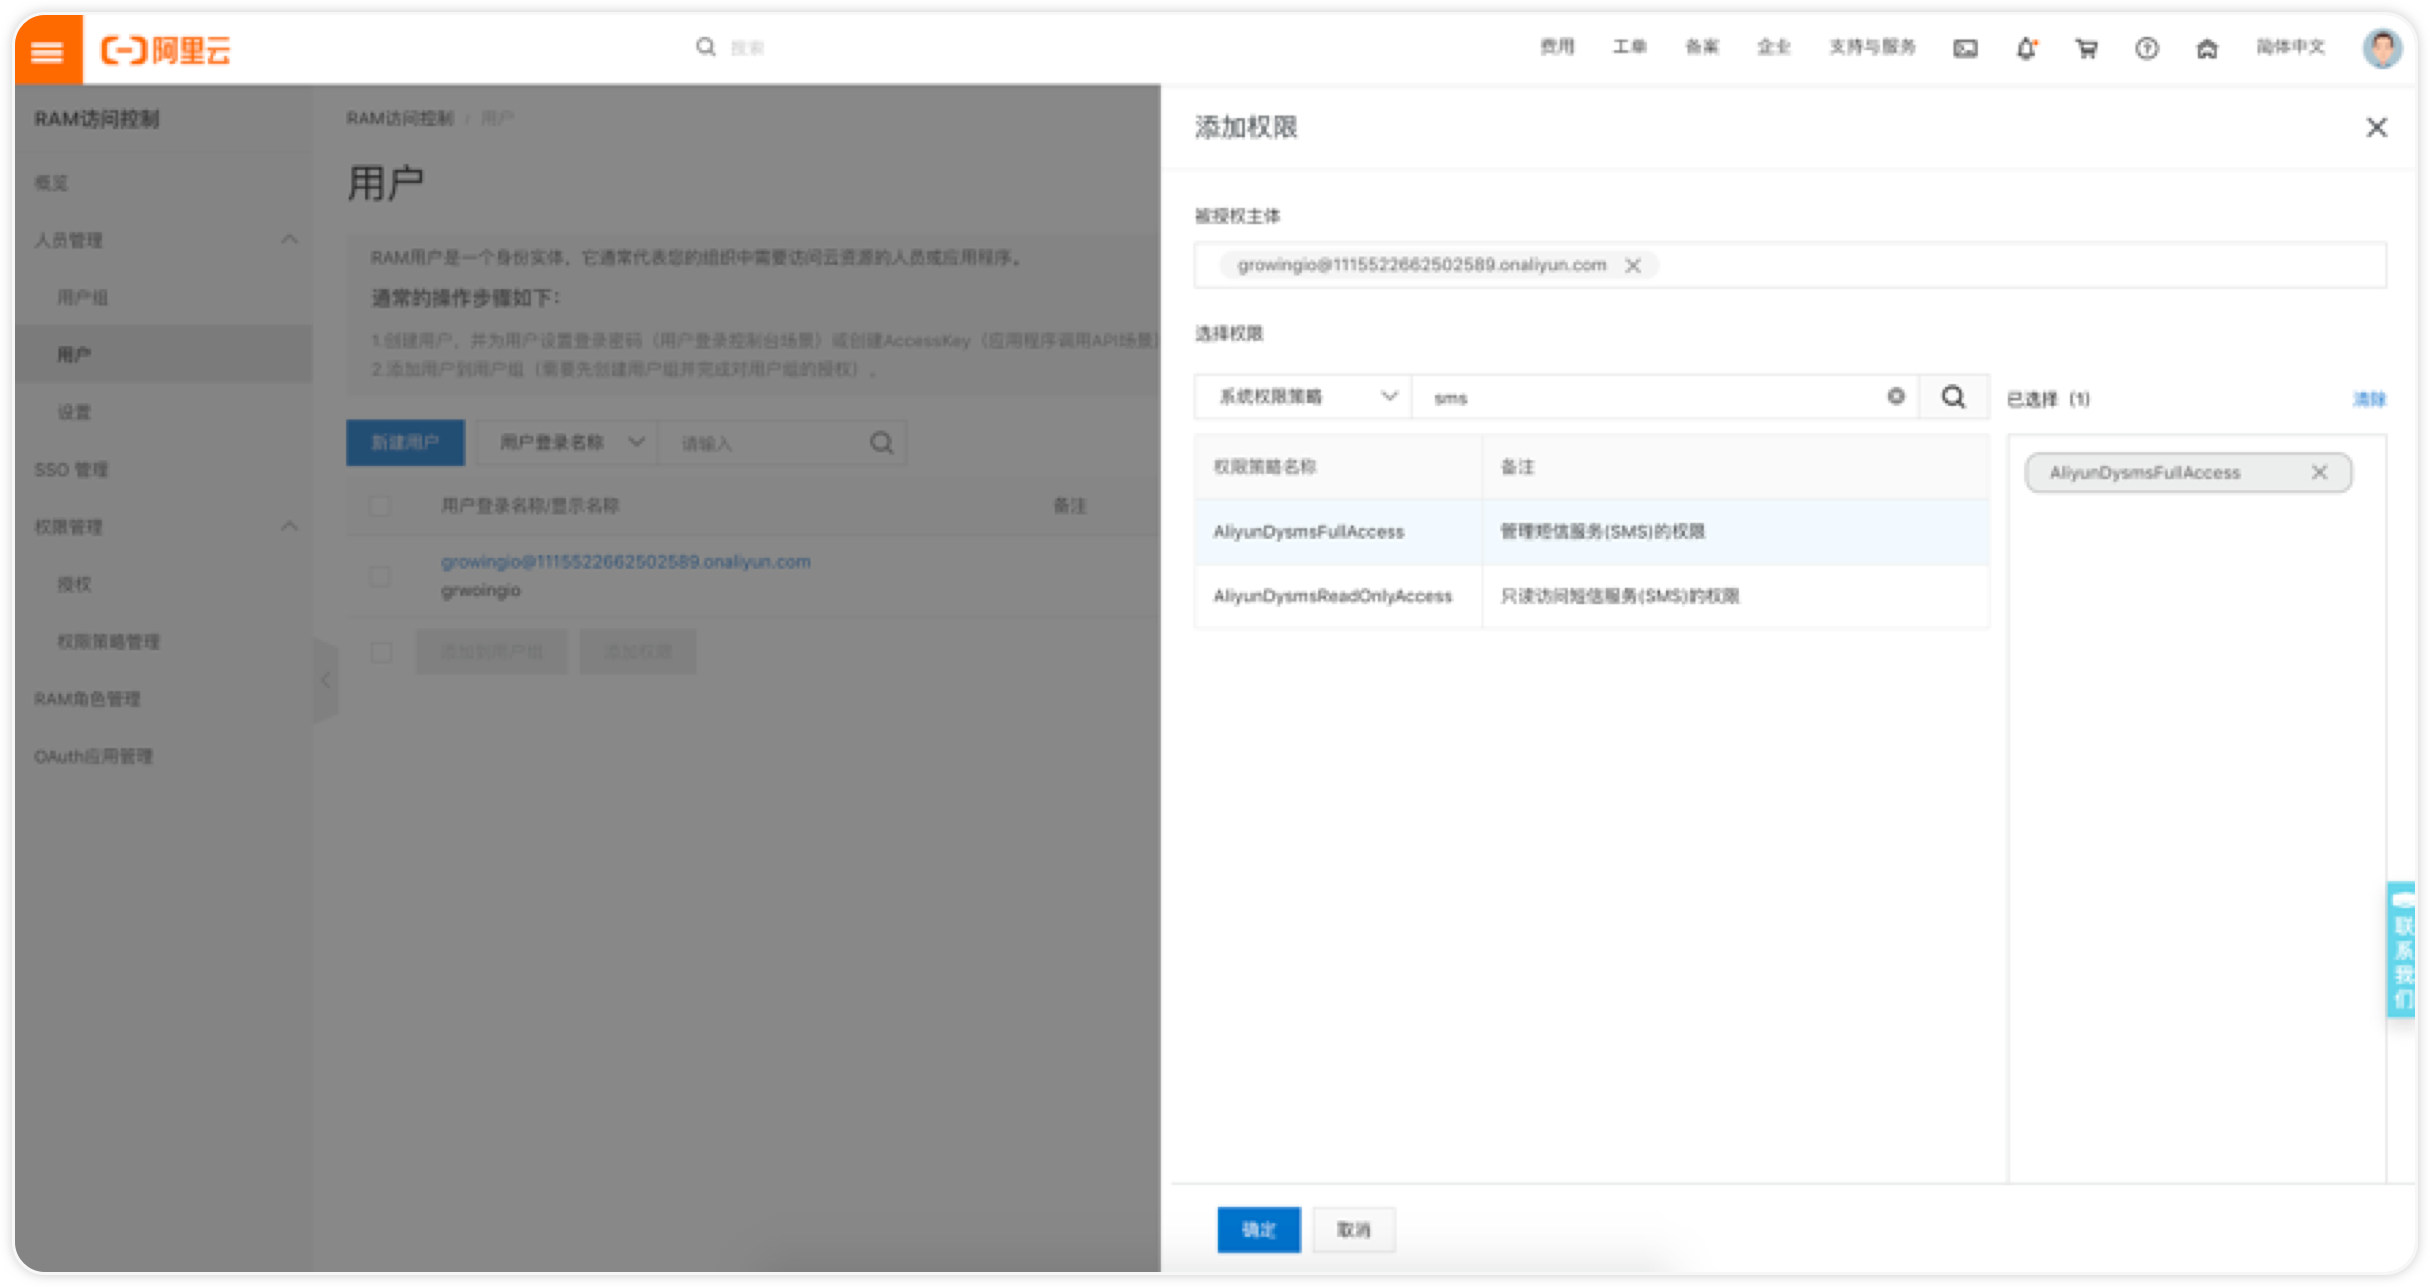 阿里云
搜索
费用 工单 备案 企业 支持与服务 简体中文
RAM访问控制
概览
人员管理
用户组
用户
设置
SSO 管理
权限管理
授权
权限策略管理
RAM角色管理
OAuth应用管理
RAM访问控制 / 用户
用户
RAM用户是一个身份实体，它通常代表您的组织中需要访问云资源的人员或应用程序。
通常的操作步骤如下：
1.创建用户，并为用户设置登录密码（用户登录控制台场景）或创建AccessKey（应用程序调用API场景）
2.添加用户到用户组（需要先创建用户组并完成对用户组的授权）。
新建用户 用户登录名称 请输入
用户登录名称/显示名称 备注
growingio@1115522662502589.onaliyun.com
grwoingio
添加到用户组 添加权限
添加权限
被授权主体
growingio@1115522662502589.onaliyun.com
选择权限
系统权限策略 sms
已选择 (1) 清除
权限策略名称 备注
AliyunDysmsFullAccess 管理短信服务(SMS)的权限
AliyunDysmsReadOnlyAccess 只读访问短信服务(SMS)的权限
AliyunDysmsFullAccess
联系我们
确定 取消